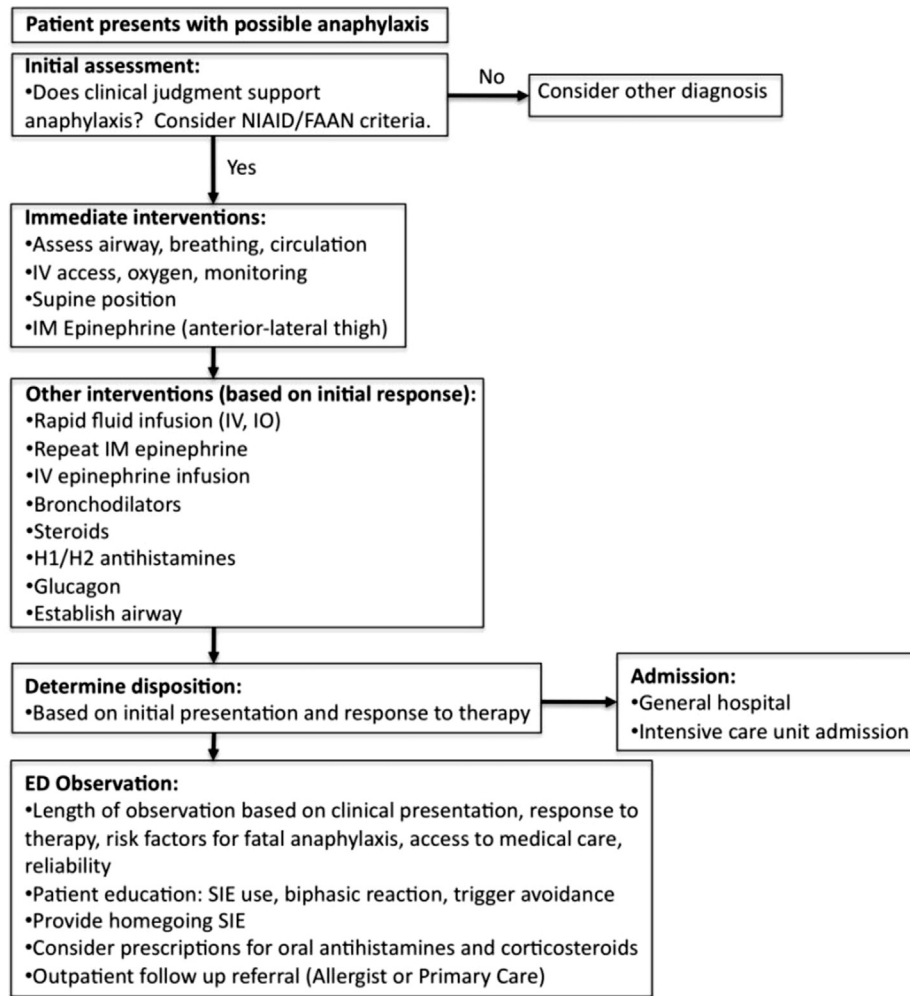 Patient presents with possible anaphylaxis
Initial assessment:
•Does clinical judgment support
anaphylaxis? Consider NIAID/FAAN criteria.
No
Consider other diagnosis
Yes
Immediate interventions:
•Assess airway, breathing, circulation
•IV access, oxygen, monitoring
•Supine position
•IM Epinephrine (anterior-lateral thigh)
Other interventions (based on initial response):
•Rapid fluid infusion (IV, IO)
•Repeat IM epinephrine
•IV epinephrine infusion
•Bronchodilators
•Steroids
•H1/H2 antihistamines
•Glucagon
•Establish airway
Determine disposition:
•Based on initial presentation and response to therapy
Admission:
•General hospital
•Intensive care unit admission
ED Observation:
•Length of observation based on clinical presentation, response to
therapy, risk factors for fatal anaphylaxis, access to medical care,
reliability
•Patient education: SIE use, biphasic reaction, trigger avoidance
•Provide homegoing SIE
•Consider prescriptions for oral antihistamines and corticosteroids
•Outpatient follow up referral (Allergist or Primary Care)